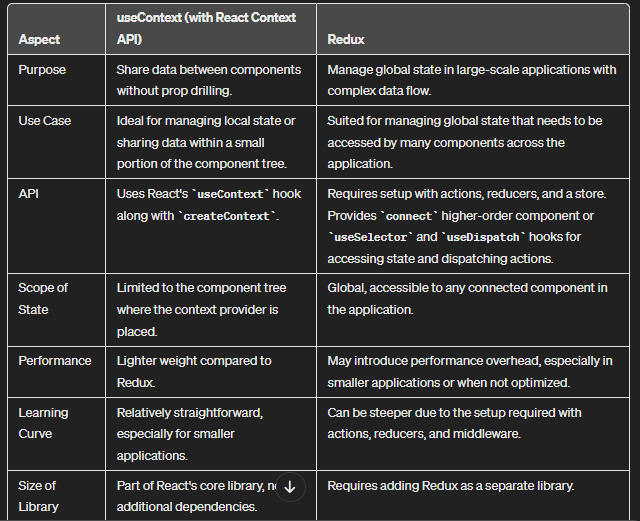 Aspect
useContext (with React Context
API)
Redux
Purpose
Share data between components
without prop drilling.
Manage global state in large-scale applications with
complex data flow.
Use Case
Ideal for managing local state or
sharing data within a small
portion of the component tree.
Suited for managing global state that needs to be
accessed by many components across the
application.
API
Uses React's `useContext` hook
along with `createContext`.
Requires setup with actions, reducers, and a store.
Provides `connect` higher-order component or
`useSelector` and `useDispatch` hooks for
accessing state and dispatching actions.
Scope of
State
Limited to the component tree
where the context provider is
placed.
Global, accessible to any connected component in
the application.
Performance
Lighter weight compared to
Redux.
May introduce performance overhead, especially in
smaller applications or when not optimized.
Learning
Curve
Relatively straightforward,
especially for smaller
applications.
Can be steeper due to the setup required with
actions, reducers, and middleware.
Size of
Library
Part of React's core library,
additional dependencies.
Requires adding Redux as a separate library.